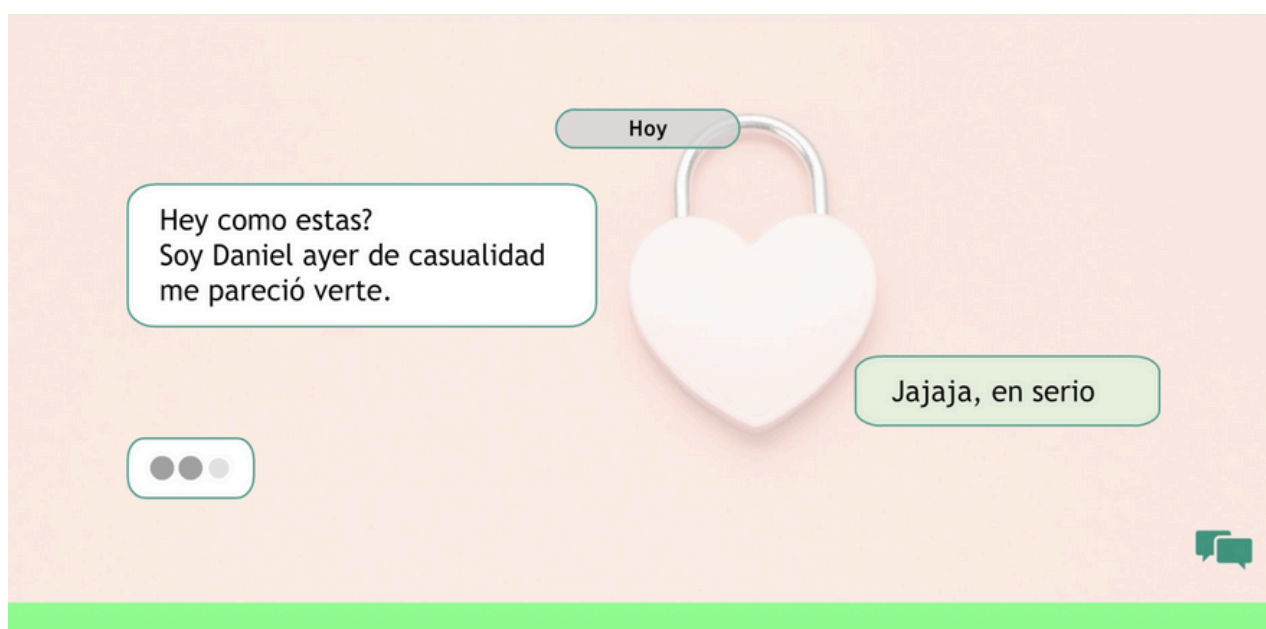 Hoy
Hey como estas?
Soy Daniel ayer de casualidad
me pareció verte.
Jajaja, en serio